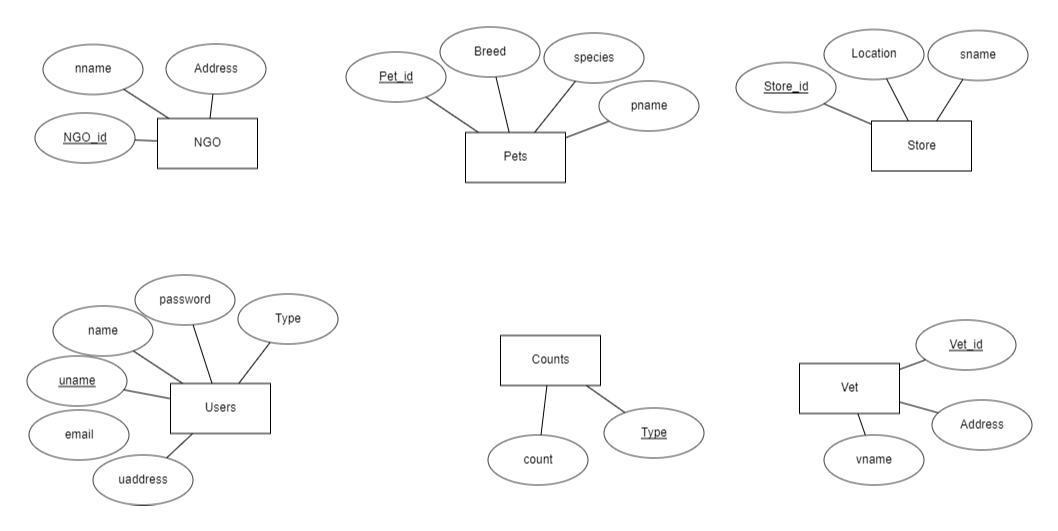 nname
Address
NGO_id
NGO
Breed
species
Pet_id
pname
Pets
Location
sname
Store_id
Store
password
Type
name
uname
Users
email
uaddress
Counts
Type
count
Vet_id
Vet
Address
vname